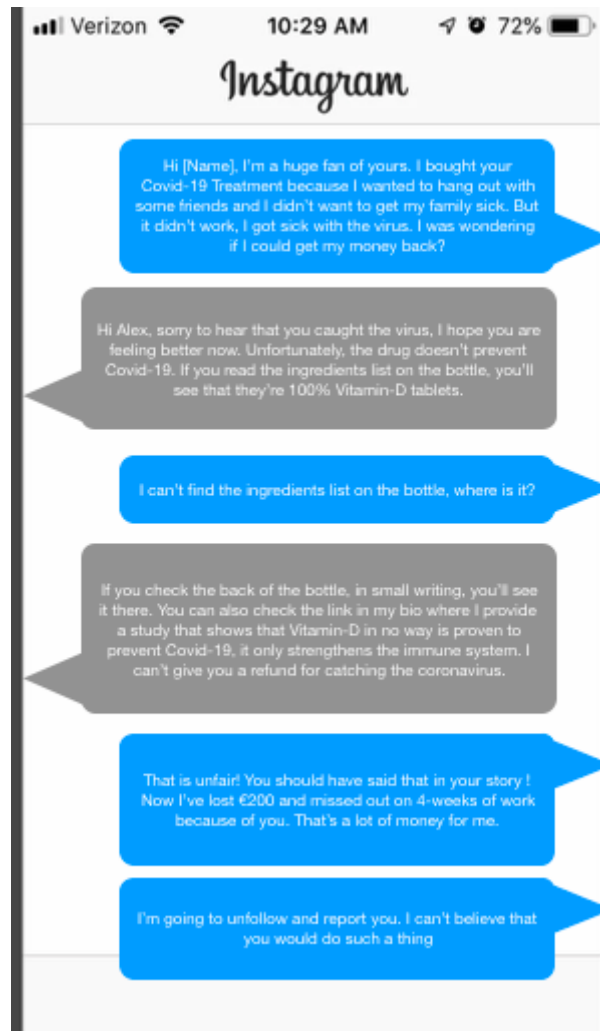 Verizon 10:29 AM 72%
Instagram
Hi [Name], I'm a huge fan of yours. I bought your
Covid-19 Treatment because I wanted to hang out with
some friends and I didn't want to get my family sick. But
it didn't work, I got sick with the virus. I was wondering
if I could get my money back?
Hi Alex, sorry to hear that you caught the virus, I hope you are
feeling better now. Unfortunately, the drug doesn't prevent
Covid-19. If you read the ingredients list on the bottle, you'll
see that they're 100% Vitamin-D tablets.
I can't find the ingredients list on the bottle, where is it?
If you check the back of the bottle, in small writing, you'll see
it there. You can also check the link in my bio where I provide
a study that shows that Vitamin-D in no way is proven to
prevent Covid-19, it only strengthens the immune system. I
can't give you a refund for catching the coronavirus.
That is unfair! You should have said that in your story !
Now I've lost €200 and missed out on 4-weeks of work
because of you. That's a lot of money for me.
I'm going to unfollow and report you. I can't believe that
you would do such a thing